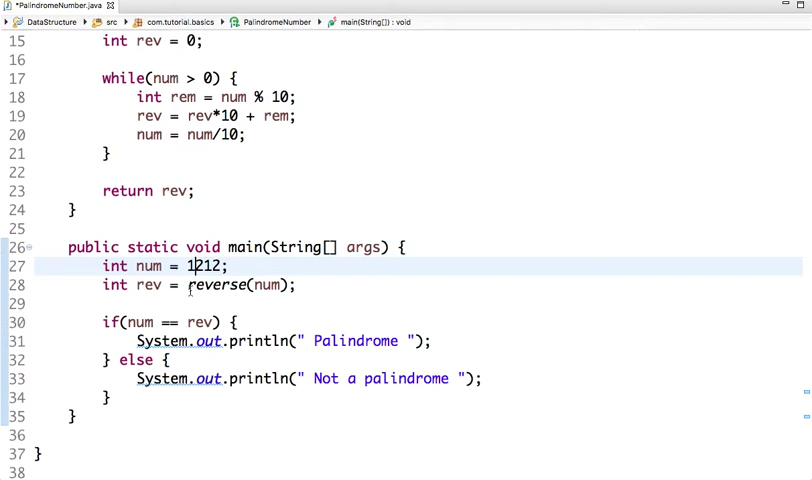 *PalindromeNumber.java
DataStructure src com.tutorial.basics PalindromeNumber main(String[]) : void
15 int rev = 0;
16
17 while(num > 0) {
18 int rem = num % 10;
19 rev = rev*10 + rem;
20 num = num/10;
21 }
22
23 return rev;
24 }
25
26 public static void main(String[] args) {
27 int num = 1212;
28 int rev = reverse(num);
29
30 if(num == rev) {
31 System.out.println(" Palindrome ");
32 } else {
33 System.out.println(" Not a palindrome ");
34 }
35 }
36
37 }
38